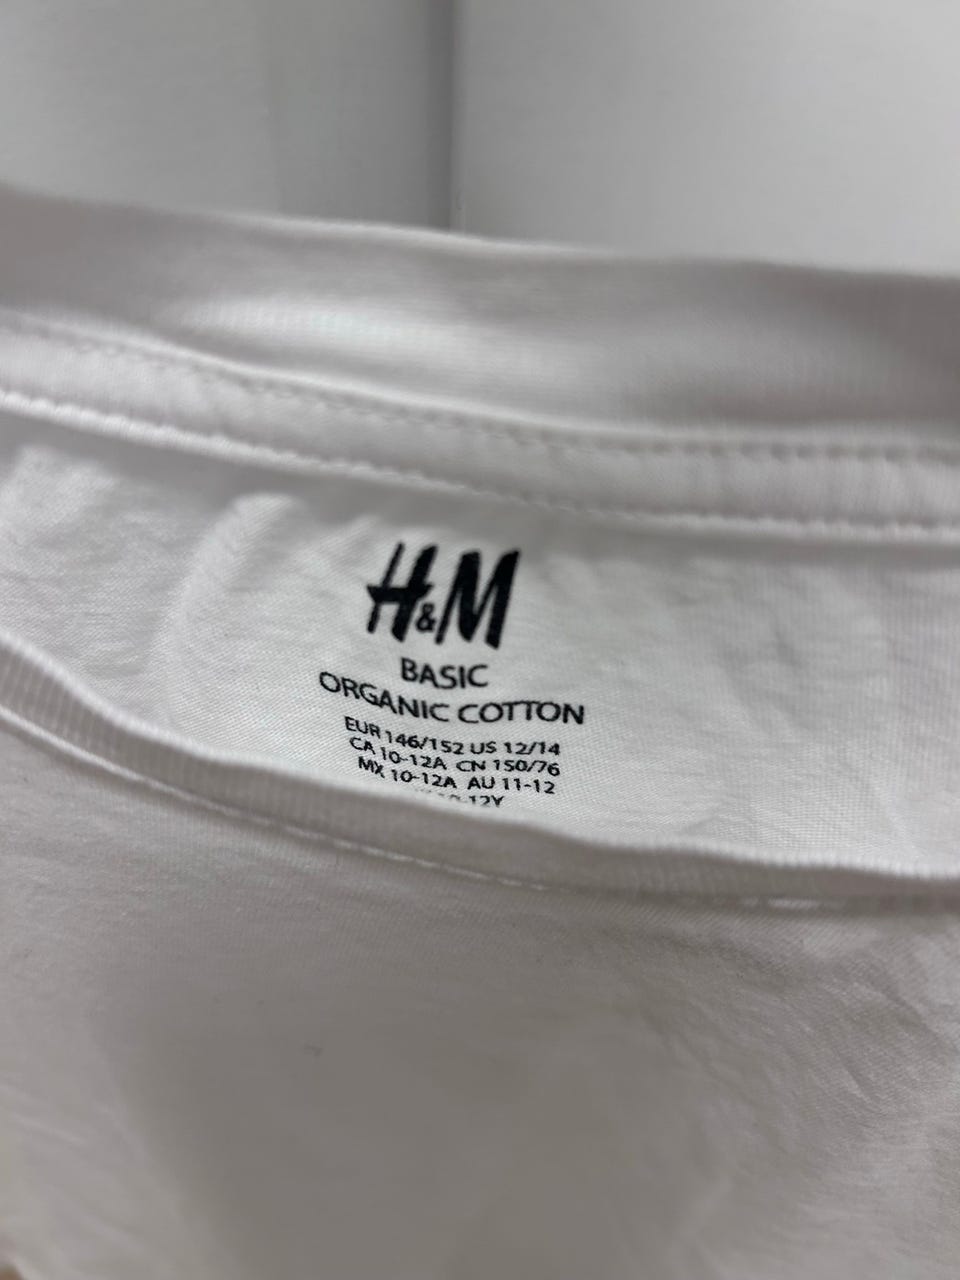 H&M
BASIC
ORGANIC COTTON
EUR 146/152 US 12/14
CA 10-12A CN 150/76
MX 10-12A AU 11-12
12Y